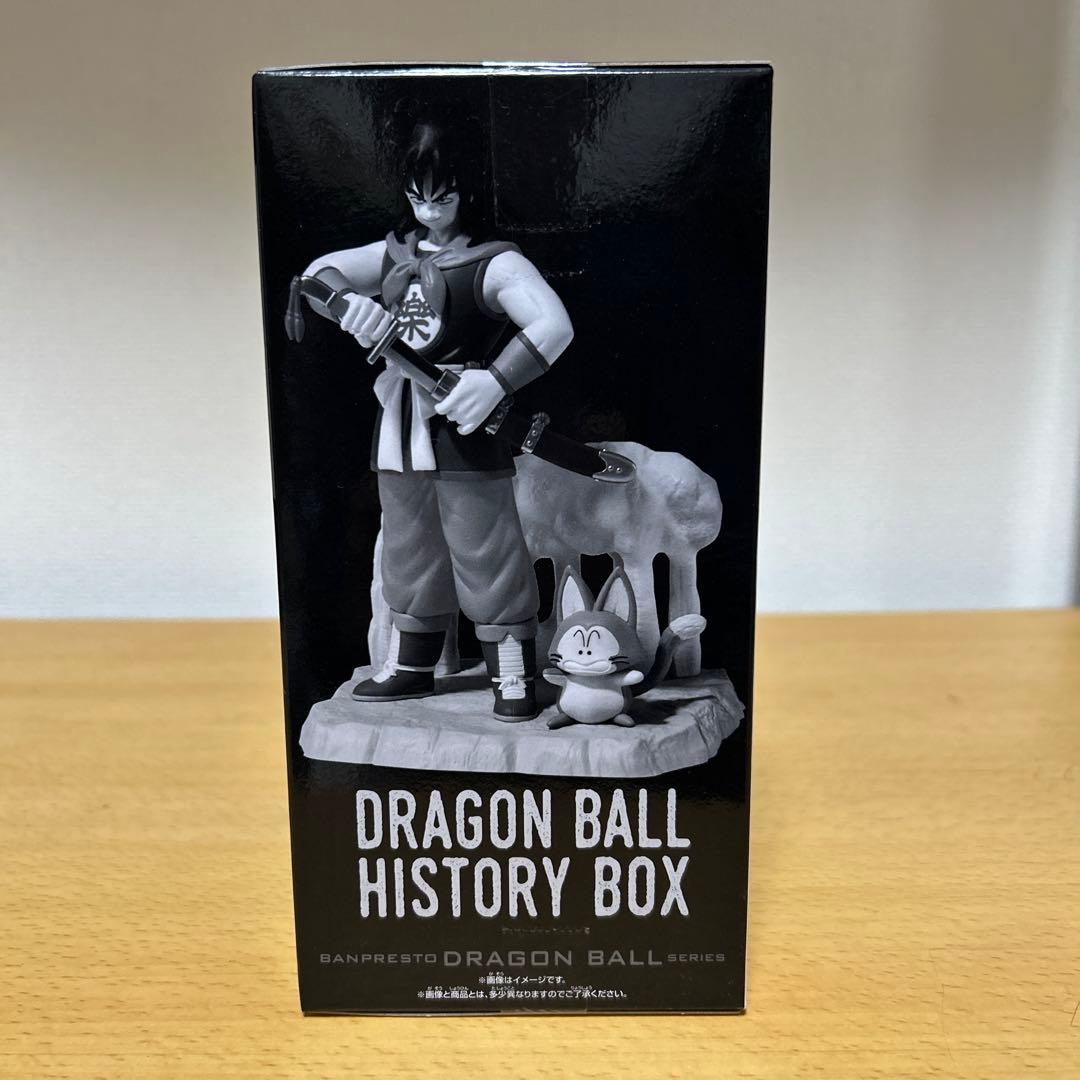 樂
DRAGON BALL
HISTORY BOX
BANPRESTO DRAGON BALL SERIES
※画像はイメージです。
※画像と商品とは、多少異なりますのでご了承ください。